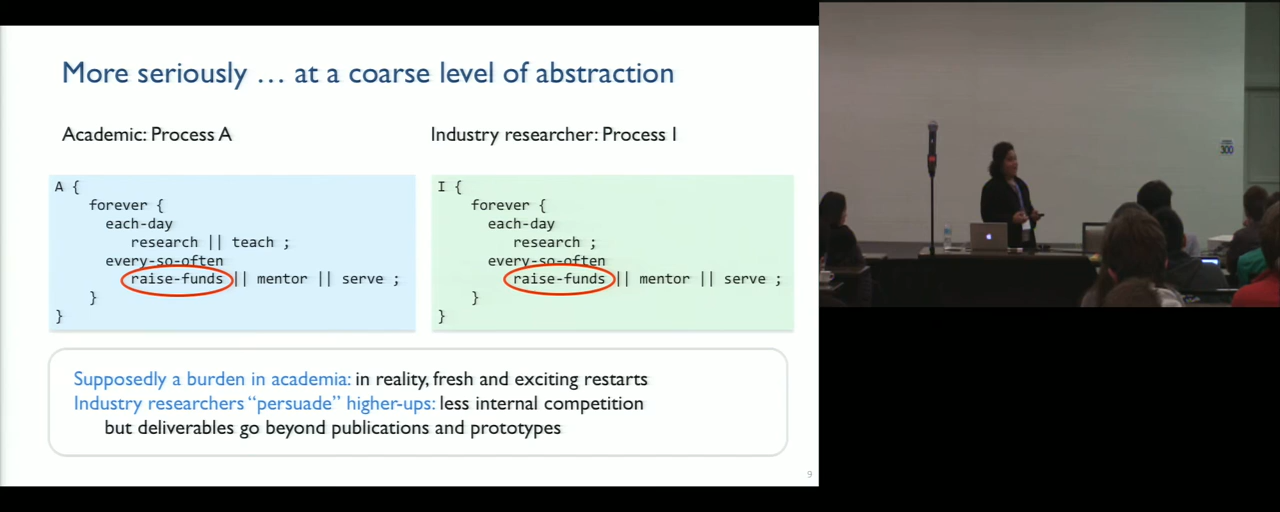 More seriously … at a coarse level of abstraction
Academic: Process A
Industry researcher: Process I
A {
forever {
each-day
research || teach ;
every-so-often
raise-funds || mentor || serve ;
}
}
I {
forever {
each-day
research ;
every-so-often
raise-funds || mentor || serve ;
}
}
Supposedly a burden in academia: in reality, fresh and exciting restarts
Industry researchers “persuade” higher-ups: less internal competition
but deliverables go beyond publications and prototypes
9
300